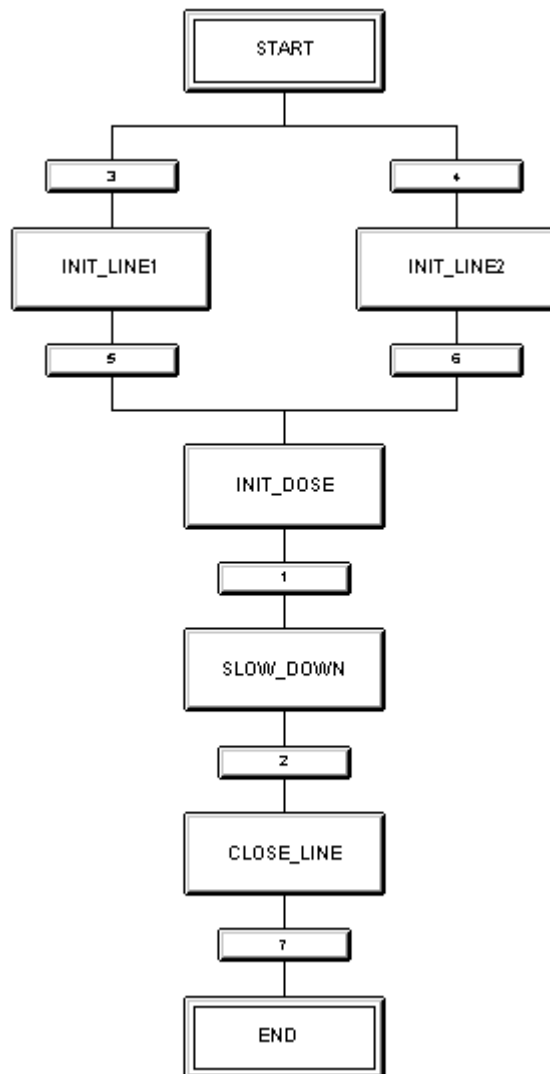 START
3
4
INIT_LINE1
INIT_LINE2
5
6
INIT_DOSE
1
SLOW_DOWN
2
CLOSE_LINE
7
END